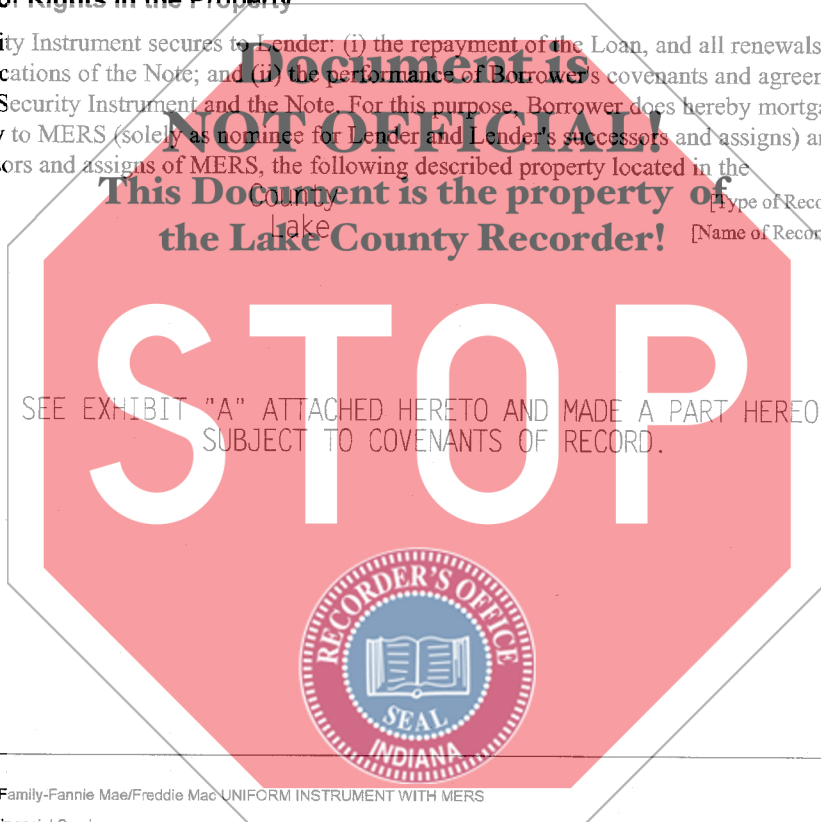 of Rights in the Property
ity Instrument secures to Lender: (i) the repayment of the Loan, and all renewals
cations of the Note; and (ii) the performance of Borrower's covenants and agreen
Security Instrument and the Note. For this purpose, Borrower does hereby mortga
y to MERS (solely as nominee for Lender and Lender's successors and assigns) an
ors and assigns of MERS, the following described property located in the
County [Type of Reco
Lake [Name of Recor
Document is
NOT OFFICIAL!
This Document is the property of
the Lake County Recorder!
STOP
SEE EXHIBIT "A" ATTACHED HERETO AND MADE A PART HEREO
SUBJECT TO COVENANTS OF RECORD.
RECORDER'S OFFICE
SEAL
INDIANA
Family-Fannie Mae/Freddie Mac UNIFORM INSTRUMENT WITH MERS